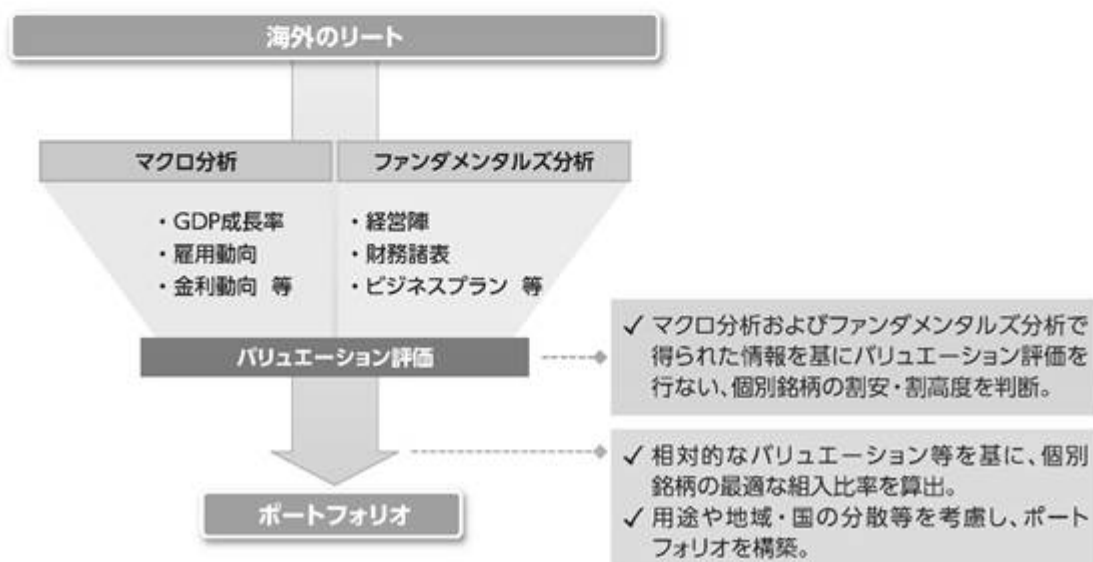 海外のリート
マクロ分析
ファンダメンタルズ分析
・GDP成長率
・雇用動向
・金利動向 等
・経営陣
・財務諸表
・ビジネスプラン 等
バリュエーション評価
✓ マクロ分析およびファンダメンタルズ分析で
得られた情報を基にバリュエーション評価を
行ない、個別銘柄の割安・割高度を判断。
✓ 相対的なバリュエーション等を基に、個別
銘柄の最適な組入比率を算出。
✓ 用途や地域・国の分散等を考慮し、ポート
フォリオを構築。
ポートフォリオ